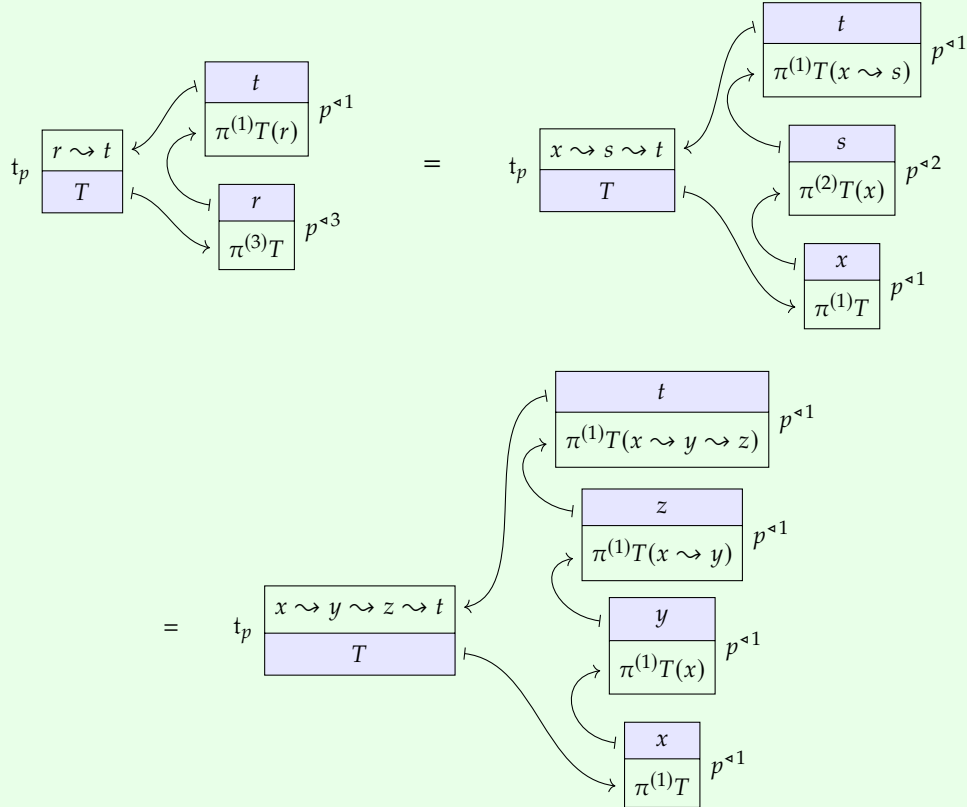 t
π⁽¹⁾T(r)
p^{◃1}
t_p
r ⇝ t
T
r
π⁽³⁾T
p^{◃3}
=
t_p
x ⇝ s ⇝ t
T
t
π⁽¹⁾T(x ⇝ s)
p^{◃1}
s
π⁽²⁾T(x)
p^{◃2}
x
π⁽¹⁾T
p^{◃1}
=
t_p
x ⇝ y ⇝ z ⇝ t
T
t
π⁽¹⁾T(x ⇝ y ⇝ z)
p^{◃1}
z
π⁽¹⁾T(x ⇝ y)
p^{◃1}
y
π⁽¹⁾T(x)
p^{◃1}
x
π⁽¹⁾T
p^{◃1}